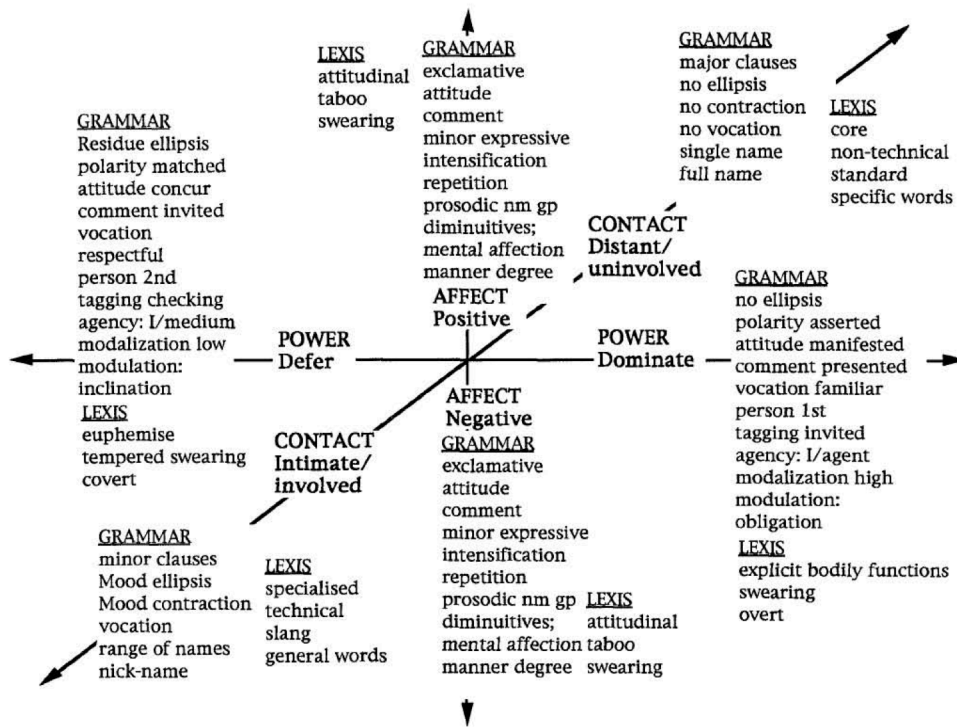 LEXIS
attitudinal
taboo
swearing
GRAMMAR
exclamative
attitude
comment
minor expressive
intensification
repetition
prosodic nm gp
diminutives;
mental affection
manner degree
AFFECT
Positive
GRAMMAR
major clauses
no ellipsis
no contraction
no vocation
single name
full name
LEXIS
core
non-technical
standard
specific words
CONTACT
Distant/
uninvolved
GRAMMAR
Residue ellipsis
polarity matched
attitude concur
comment invited
vocation
respectful
person 2nd
tagging checking
agency: I/medium
modalization low
modulation:
inclination
LEXIS
euphemise
tempered swearing
covert
POWER
Defer
POWER
Dominate
GRAMMAR
no ellipsis
polarity asserted
attitude manifested
comment presented
vocation familiar
person 1st
tagging invited
agency: I/agent
modalization high
modulation:
obligation
LEXIS
explicit bodily functions
swearing
overt
CONTACT
Intimate/
involved
GRAMMAR
minor clauses
Mood ellipsis
Mood contraction
vocation
range of names
nick-name
LEXIS
specialised
technical
slang
general words
AFFECT
Negative
GRAMMAR
exclamative
attitude
comment
minor expressive
intensification
repetition
prosodic nm gp
diminutives;
mental affection
manner degree
LEXIS
attitudinal
taboo
swearing